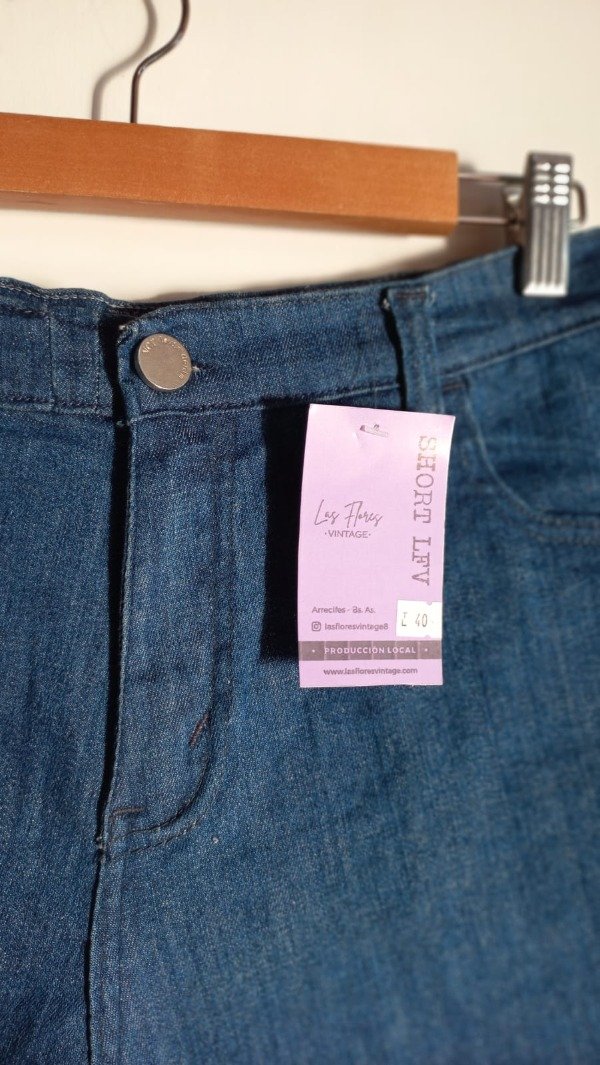 SHORT LFV
Las Flores
• VINTAGE •
Arrecifes - Bs. As.
lasfloresvintage8
40
• PRODUCCIÓN LOCAL •
www.lasfloresvintage.com